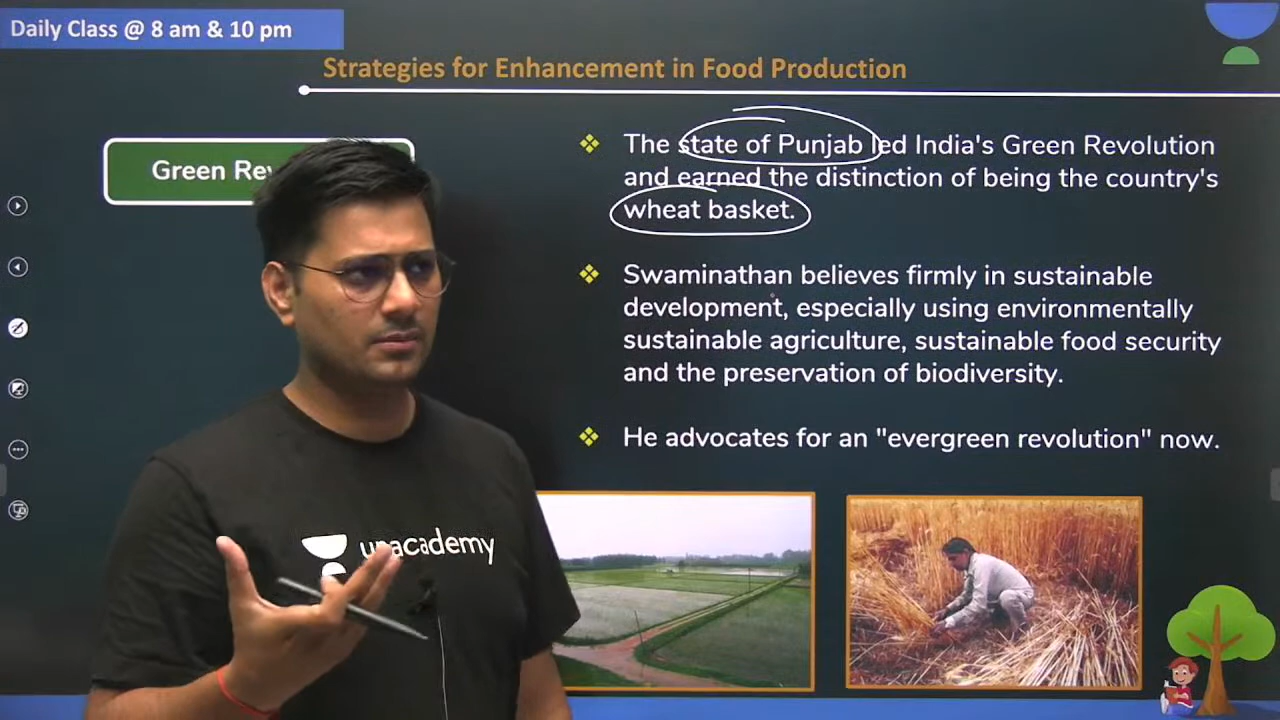 Daily Class @ 8 am & 10 pm
Strategies for Enhancement in Food Production
Green Rev
❖ The state of Punjab led India's Green Revolution
and earned the distinction of being the country's
wheat basket.
❖ Swaminathan believes firmly in sustainable
development, especially using environmentally
sustainable agriculture, sustainable food security
and the preservation of biodiversity.
❖ He advocates for an "evergreen revolution" now.
unacademy